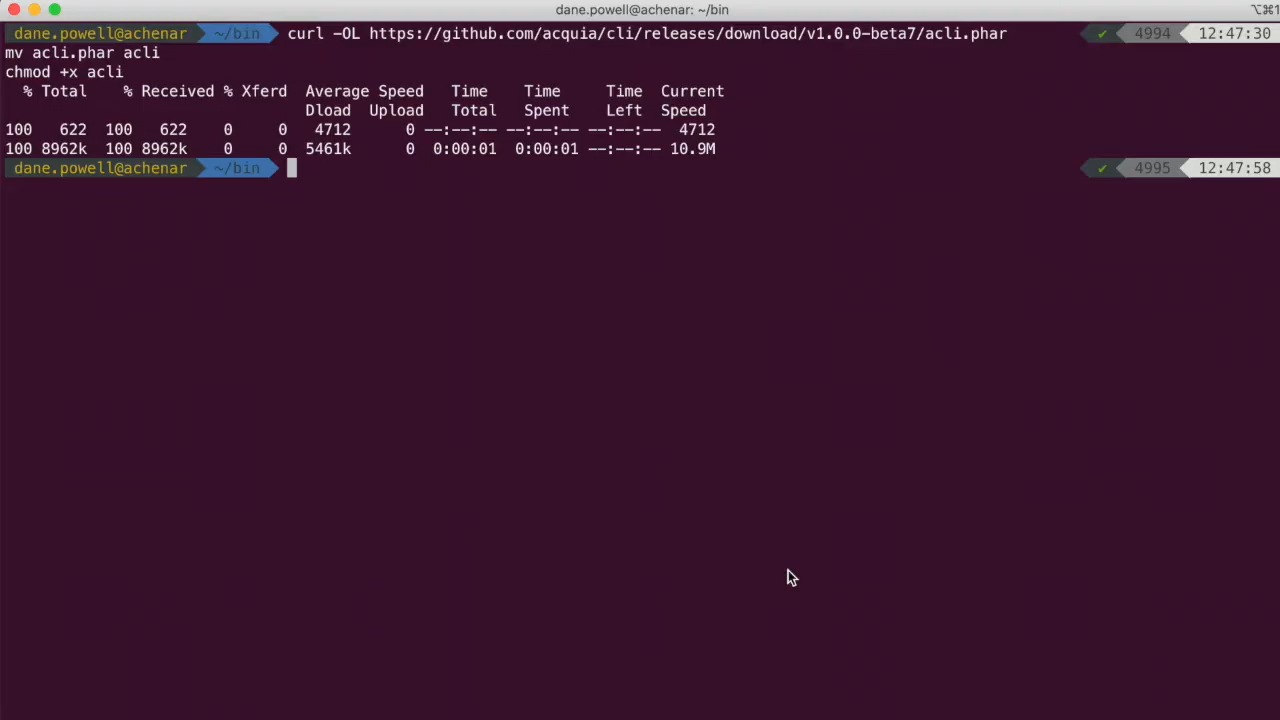 dane.powell@achenar: ~/bin ⌥⌘1
dane.powell@achenar ~/bin curl -OL https://github.com/acquia/cli/releases/download/v1.0.0-beta7/acli.phar ✔ 4994 12:47:30
mv acli.phar acli
chmod +x acli
% Total % Received % Xferd Average Speed Time Time Time Current
Dload Upload Total Spent Left Speed
100 622 100 622 0 0 4712 0 --:--:-- --:--:-- --:--:-- 4712
100 8962k 100 8962k 0 0 5461k 0 0:00:01 0:00:01 --:--:-- 10.9M
dane.powell@achenar ~/bin ✔ 4995 12:47:58